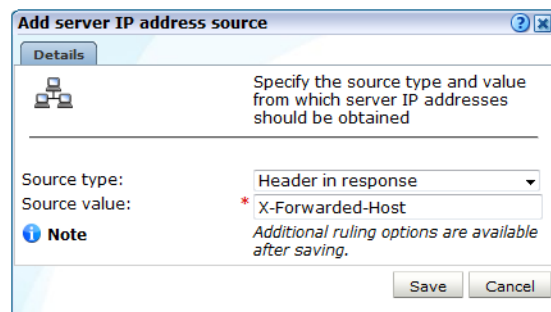 Add server IP address source
Details
Specify the source type and value
from which server IP addresses
should be obtained
Source type: Header in response
Source value: * X-Forwarded-Host
Note Additional ruling options are available
after saving.
Save Cancel